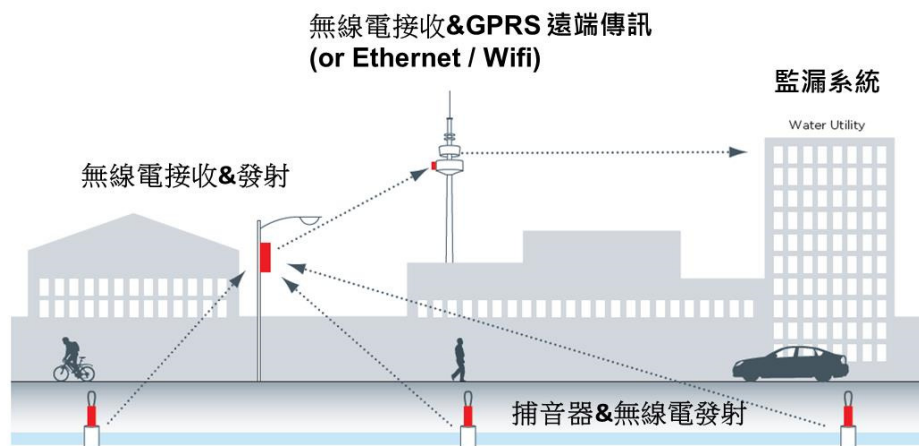 無線電接收&GPRS 遠端傳訊
(or Ethernet / Wifi)
監漏系統
Water Utility
無線電接收&發射
捕音器&無線電發射